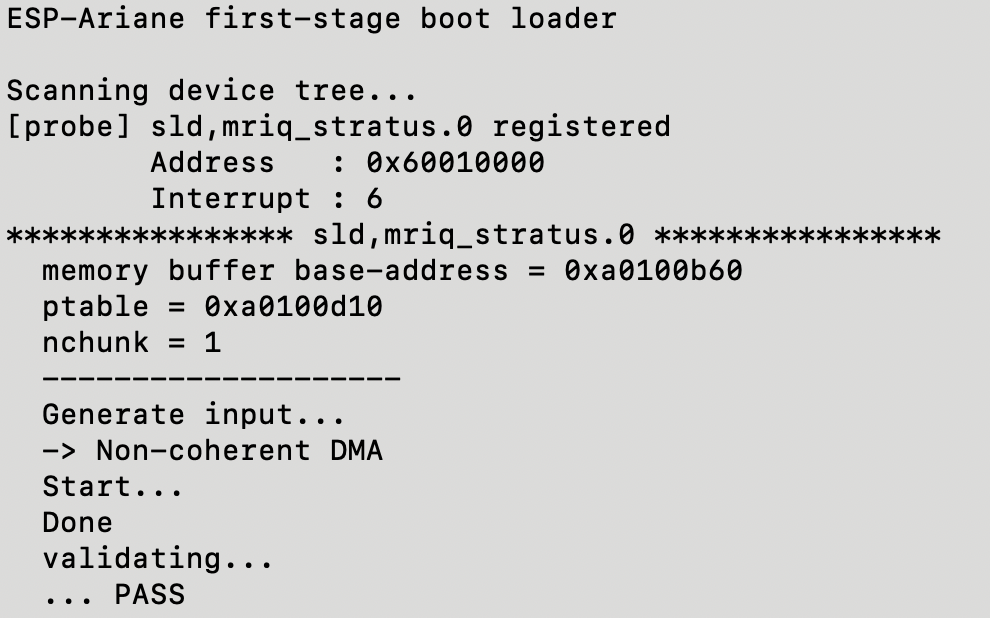 ESP-Ariane first-stage boot loader

Scanning device tree...
[probe] sld,mriq_stratus.0 registered
        Address   : 0x60010000
        Interrupt : 6
**************** sld,mriq_stratus.0 ****************
  memory buffer base-address = 0xa0100b60
  ptable = 0xa0100d10
  nchunk = 1
  --------------------
  Generate input...
  -> Non-coherent DMA
  Start...
  Done
  validating...
  ... PASS